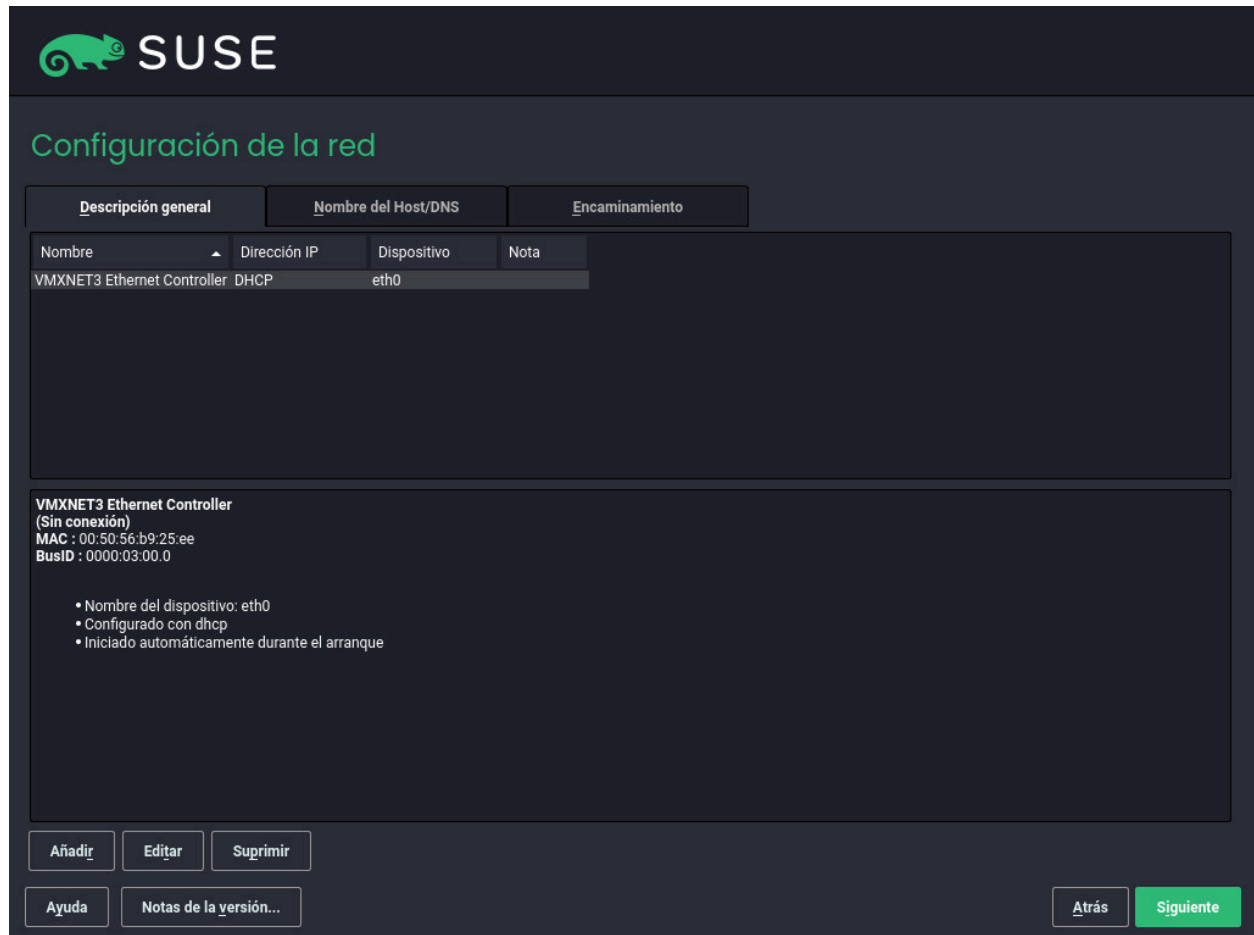 SUSE
Configuración de la red
Descripción general Nombre del Host/DNS Encaminamiento
Nombre Dirección IP Dispositivo Nota
VMXNET3 Ethernet Controller DHCP eth0
VMXNET3 Ethernet Controller
(Sin conexión)
MAC : 00:50:56:b9:25:ee
BusID : 0000:03:00.0
• Nombre del dispositivo: eth0
• Configurado con dhcp
• Iniciado automáticamente durante el arranque
Añadir Editar Suprimir
Ayuda Notas de la versión... Atrás Siguiente